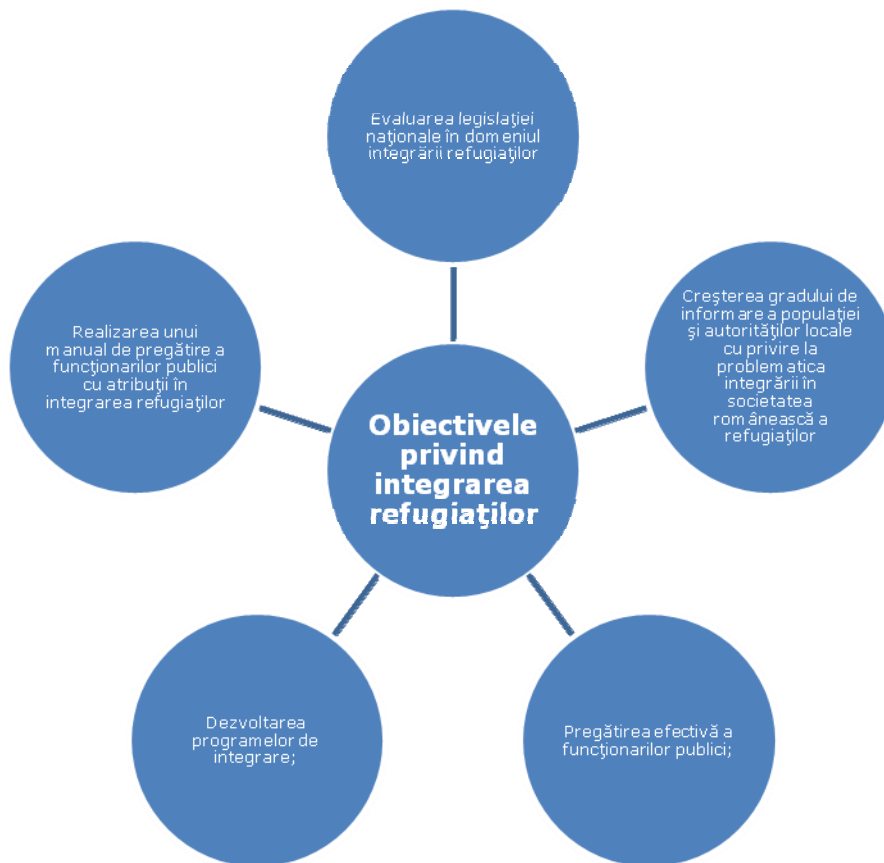 Evaluarea legislaţiei
naţionale în domeniul
integrării refugiaţilor
Creşterea gradului de
informare a populaţiei
şi autorităţilor locale
cu privire la
problematica
integrării în
societatea
românească a
refugiaţilor
Realizarea unui
manual de pregătire a
funcţionarilor publici
cu atribuţii în
integrarea refugiaţilor
Obiectivele
privind
integrarea
refugiaţilor
Dezvoltarea
programelor de
integrare;
Pregătirea efectivă a
funcţionarilor publici;